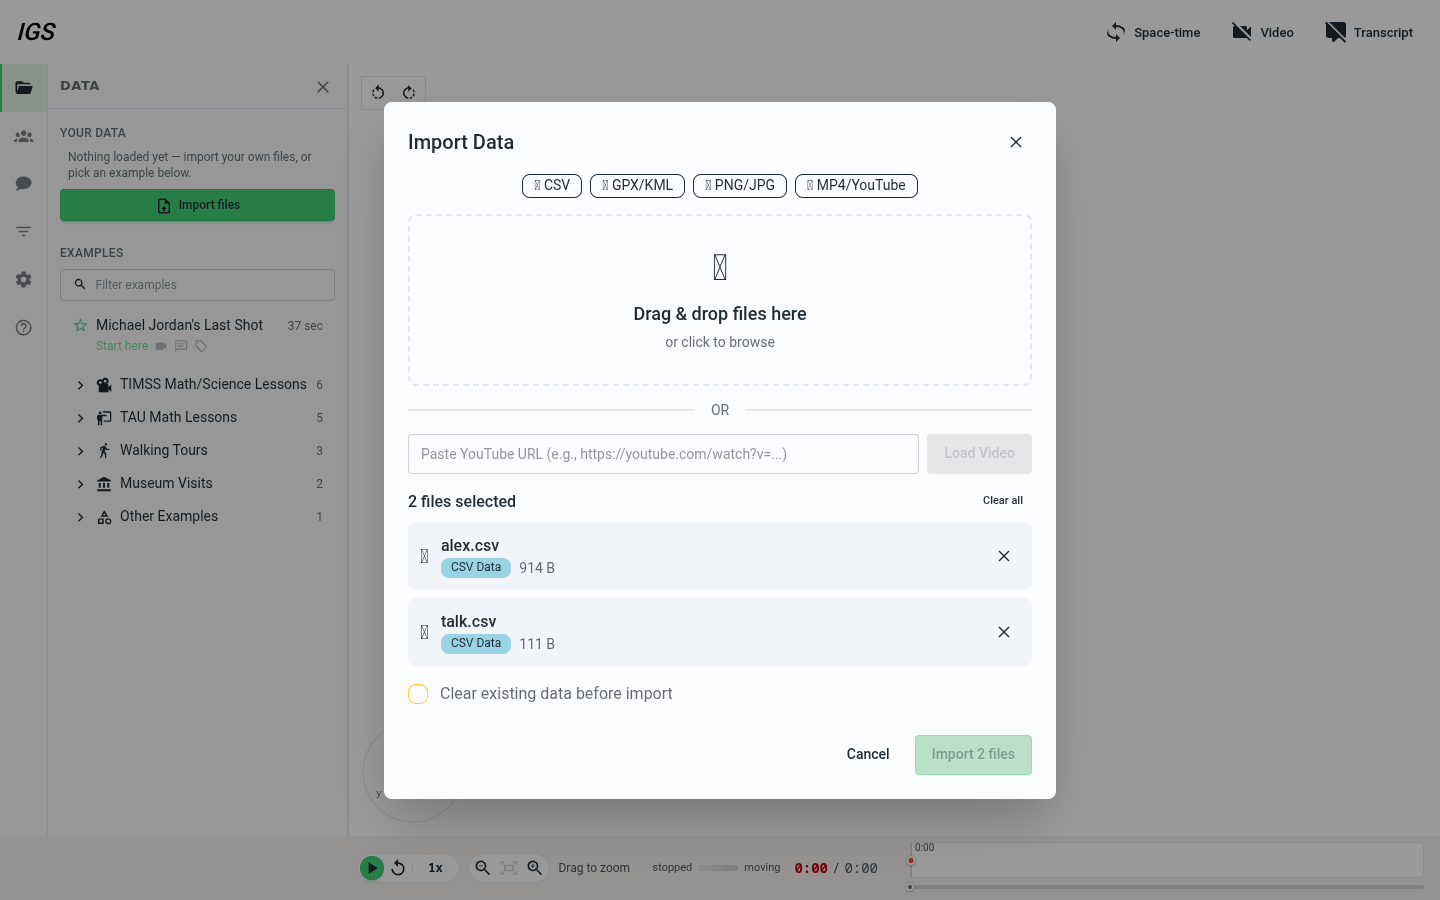 IGS
Space-time
Video
Transcript
DATA
YOUR DATA
Nothing loaded yet — import your own files, or
pick an example below.
Import files
EXAMPLES
Filter examples
Michael Jordan's Last Shot
37 sec
Start here
TIMSS Math/Science Lessons
6
TAU Math Lessons
5
Walking Tours
3
Museum Visits
2
Other Examples
1
Import Data
CSV
GPX/KML
PNG/JPG
MP4/YouTube
Drag & drop files here
or click to browse
OR
Paste YouTube URL (e.g., https://youtube.com/watch?v=...)
Load Video
2 files selected
Clear all
alex.csv
CSV Data
914 B
talk.csv
CSV Data
111 B
Clear existing data before import
Cancel
Import 2 files
y
1x
Drag to zoom
stopped
moving
0:00 / 0:00
0:00